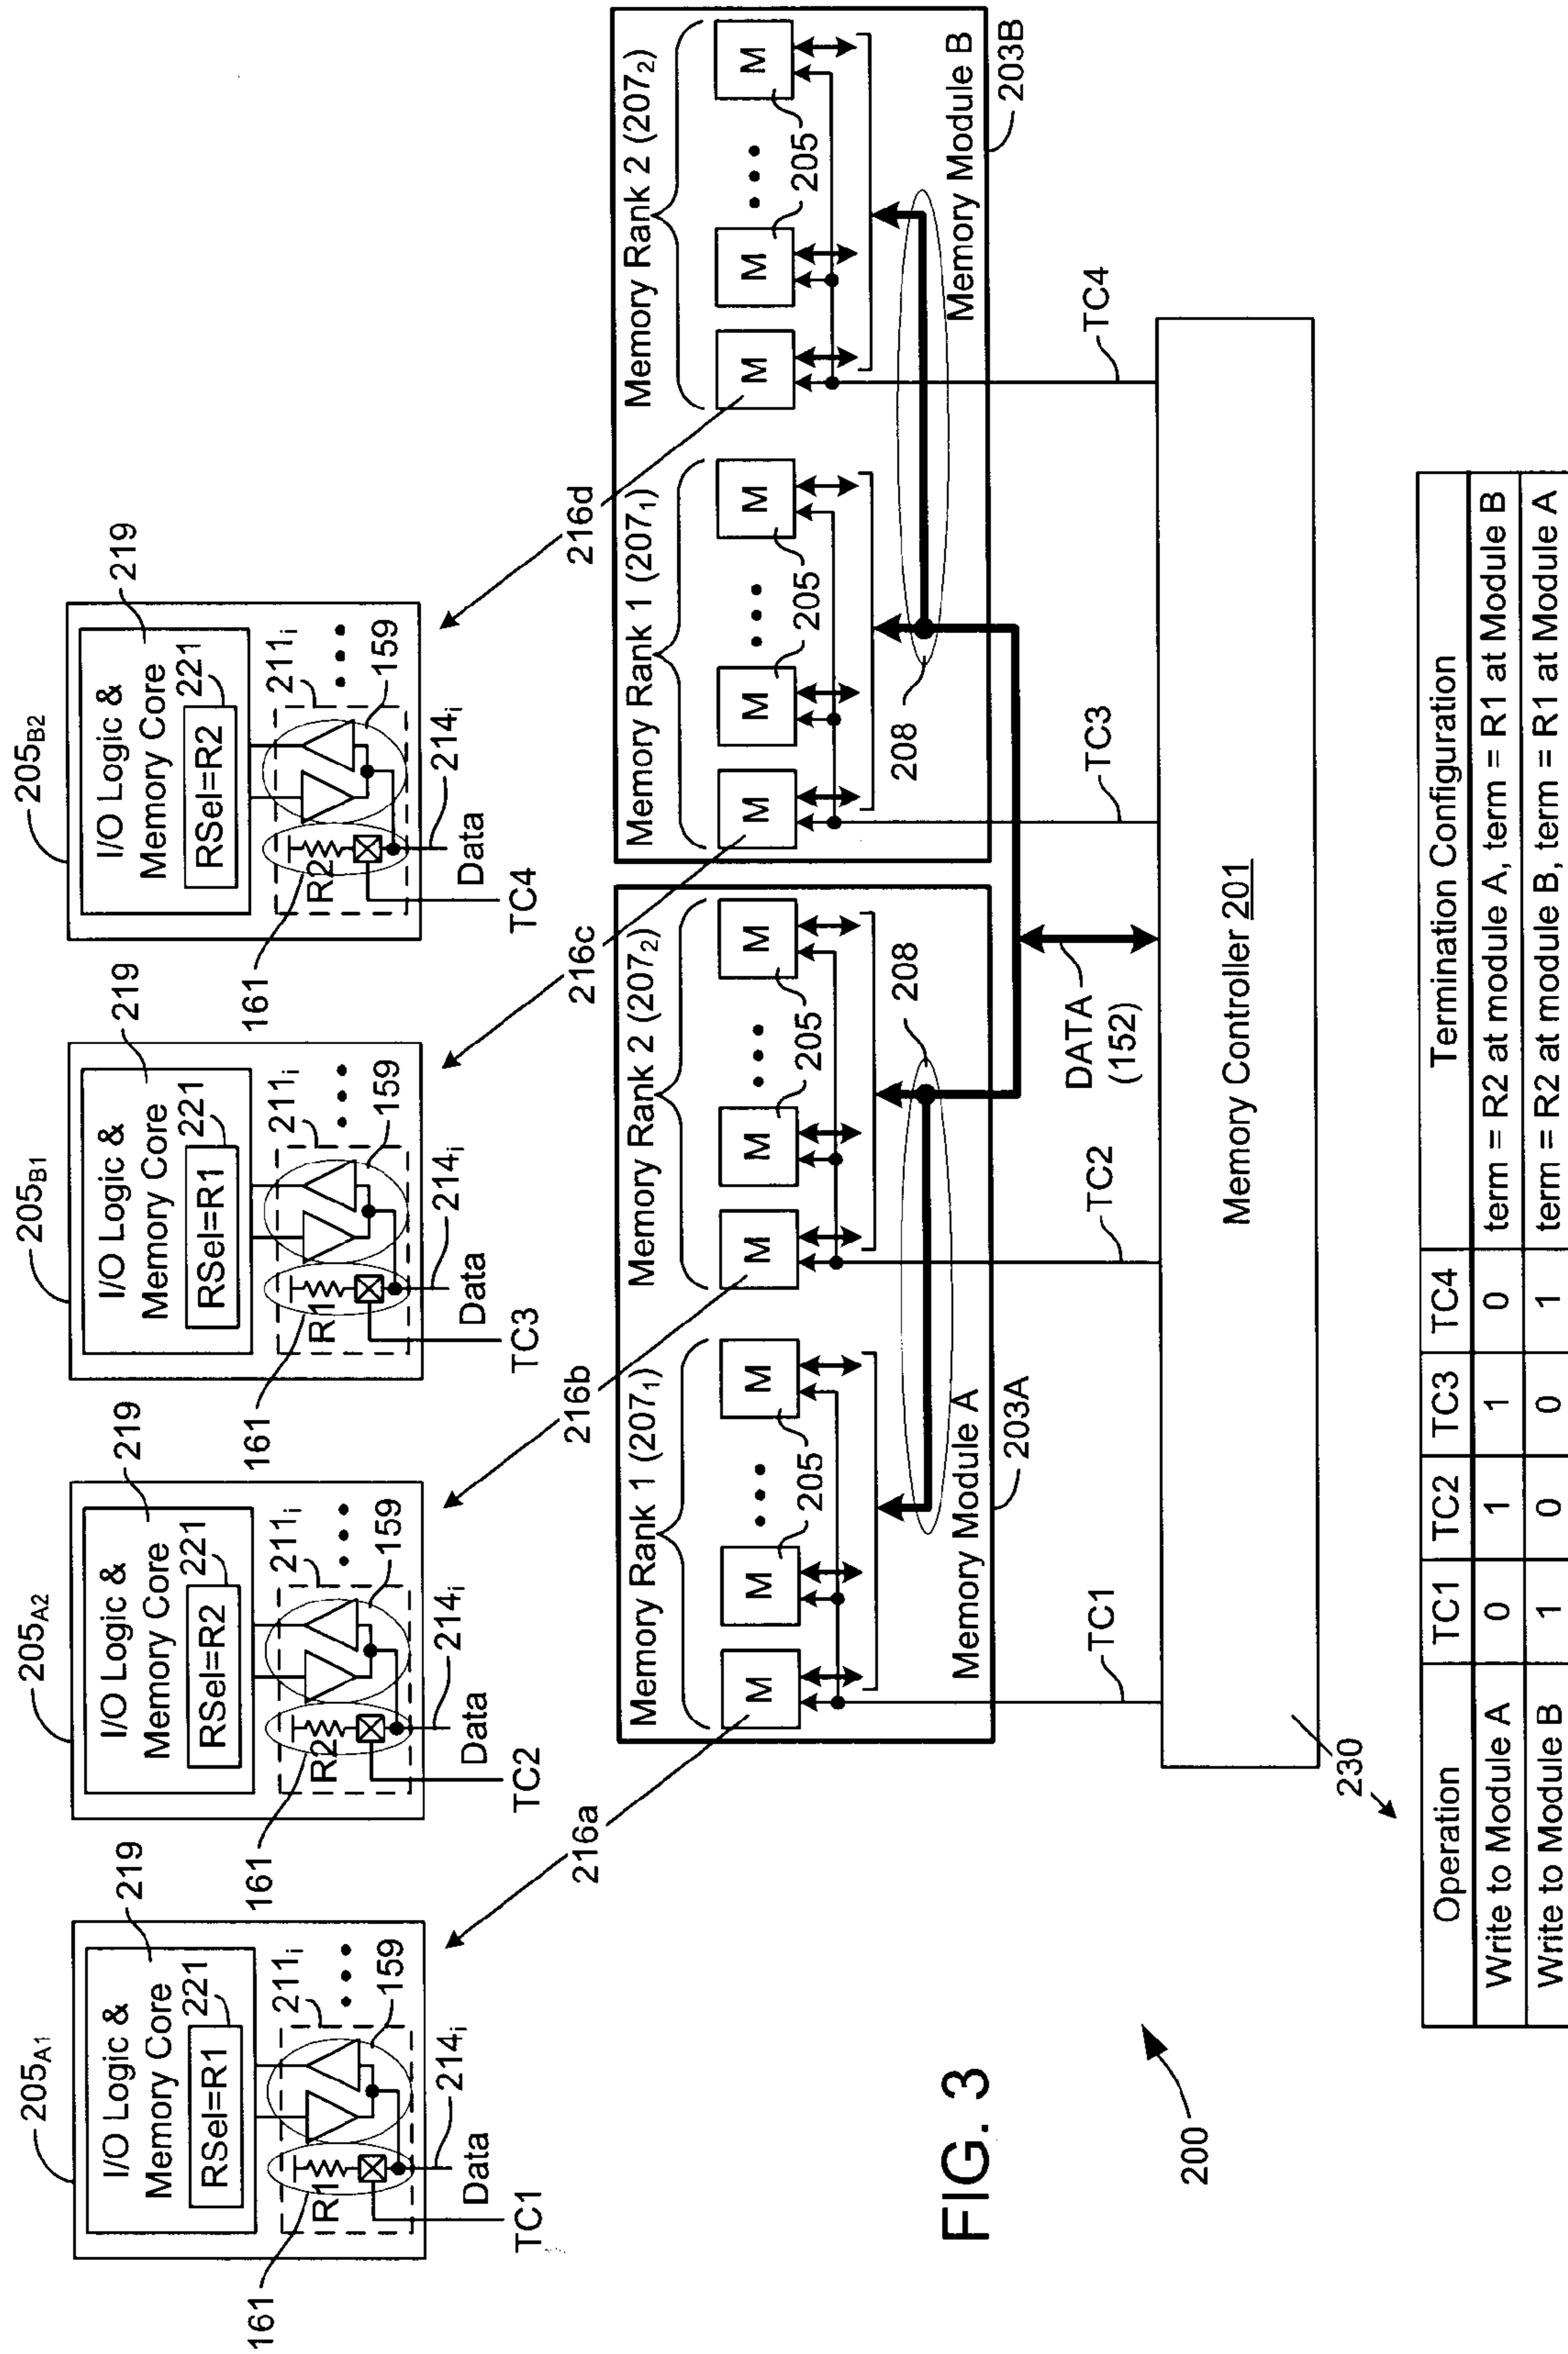 205A1
219
I/O Logic &
Memory Core
221
RSel=R1
211i
159
R1
161
214i
Data
TC1
205A2
219
I/O Logic &
Memory Core
221
RSel=R2
211i
159
R2
161
214i
Data
TC2
205B1
219
I/O Logic &
Memory Core
221
RSel=R1
211i
159
R1
161
214i
Data
TC3
205B2
219
I/O Logic &
Memory Core
221
RSel=R2
211i
159
R2
161
214i
Data
TC4
216a
216b
216c
216d
Memory Rank 1 (2071)
M
M
M
205
Memory Rank 2 (2072)
M
M
M
205
205
208
Memory Module A
203A
Memory Rank 1 (2071)
M
M
M
205
208
Memory Rank 2 (2072)
M
M
M
205
Memory Module B
203B
TC1
TC2
DATA
(152)
TC3
TC4
Memory Controller 201
FIG. 3
200
230
Operation TC1 TC2 TC3 TC4 Termination Configuration
Write to Module A 0 1 1 0 term = R2 at module A, term = R1 at Module B
Write to Module B 1 0 0 1 term = R2 at module B, term = R1 at Module A